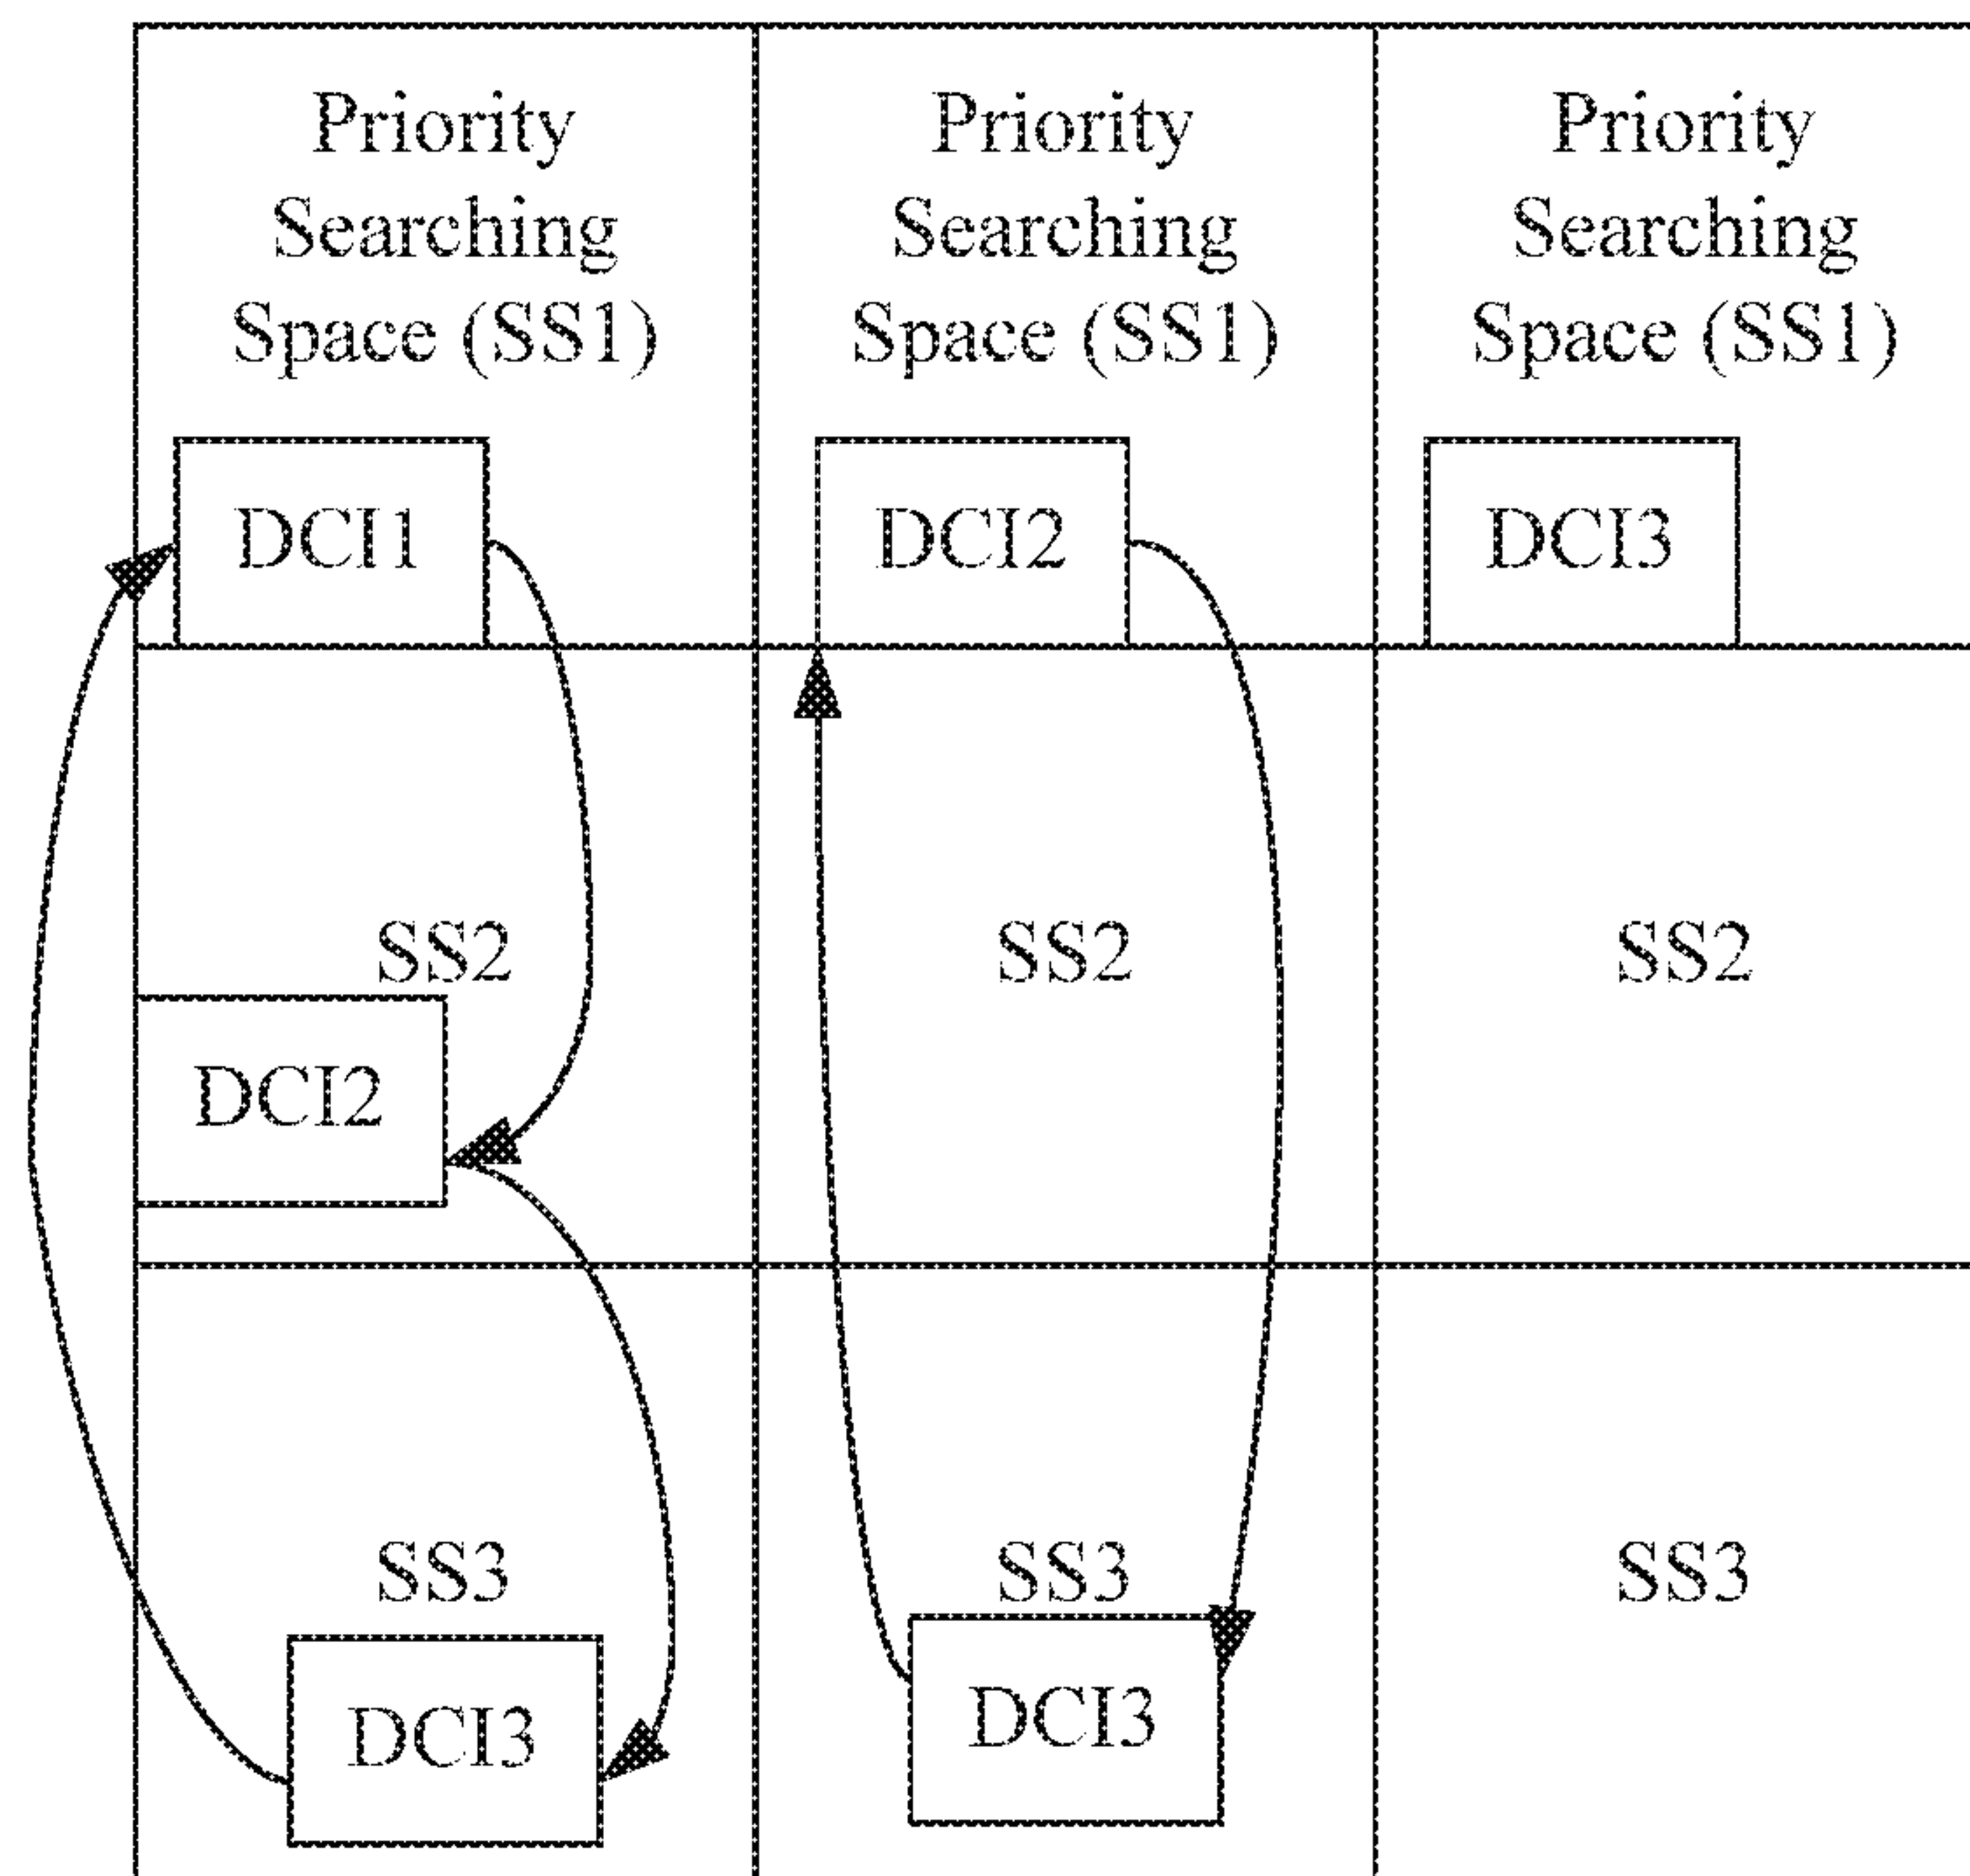 Priority
Searching
Space (SS1)
DCI1
Priority
Searching
Space (SS1)
DCI2
Priority
Searching
Space (SS1)
DCI3
SS2
DCI2
SS2
SS2
SS3
DCI3
SS3
DCI3
SS3